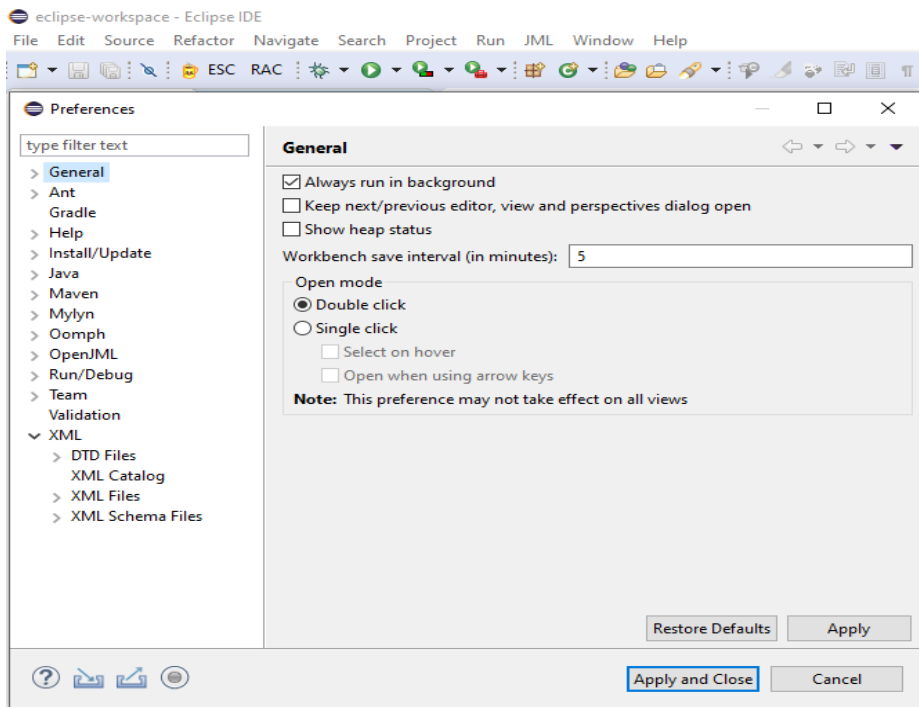 eclipse-workspace - Eclipse IDE
File Edit Source Refactor Navigate Search Project Run JML Window Help
ESC RAC
Preferences
type filter text
General
Ant
Gradle
Help
Install/Update
Java
Maven
Mylyn
Oomph
OpenJML
Run/Debug
Team
Validation
XML
DTD Files
XML Catalog
XML Files
XML Schema Files
General
Always run in background
Keep next/previous editor, view and perspectives dialog open
Show heap status
Workbench save interval (in minutes): 5
Open mode
Double click
Single click
Select on hover
Open when using arrow keys
Note: This preference may not take effect on all views
Restore Defaults Apply
? Apply and Close Cancel